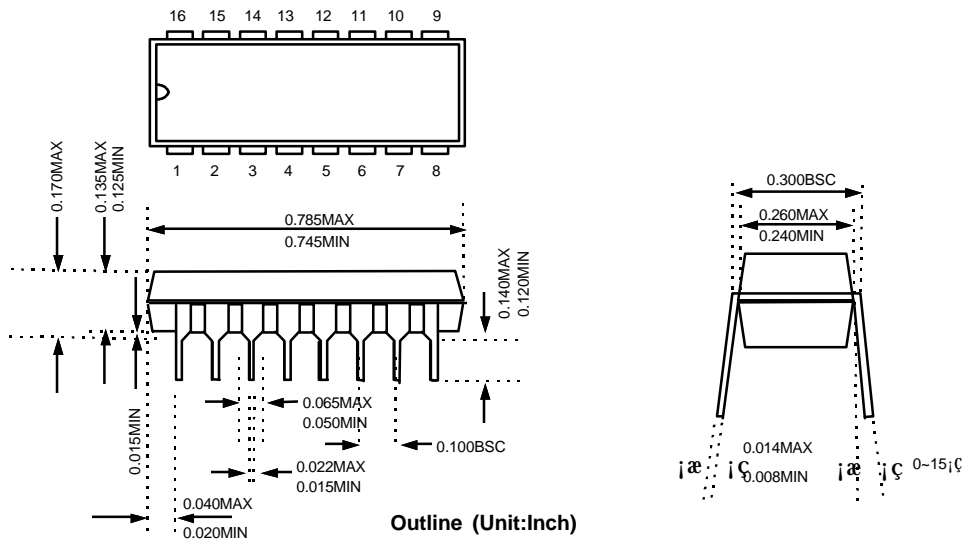 16 15 14 13 12 11 10 9
1 2 3 4 5 6 7 8
0.170MAX
0.135MAX
0.125MIN
0.785MAX
0.745MIN
0.140MAX
0.120MIN
0.015MIN
0.065MAX
0.050MIN
0.100BSC
0.022MAX
0.015MIN
0.040MAX
0.020MIN
0.300BSC
0.260MAX
0.240MIN
0.014MAX
0.008MIN
¡æ ¡ç ¡æ ¡ç 0~15¡ç
Outline (Unit:Inch)